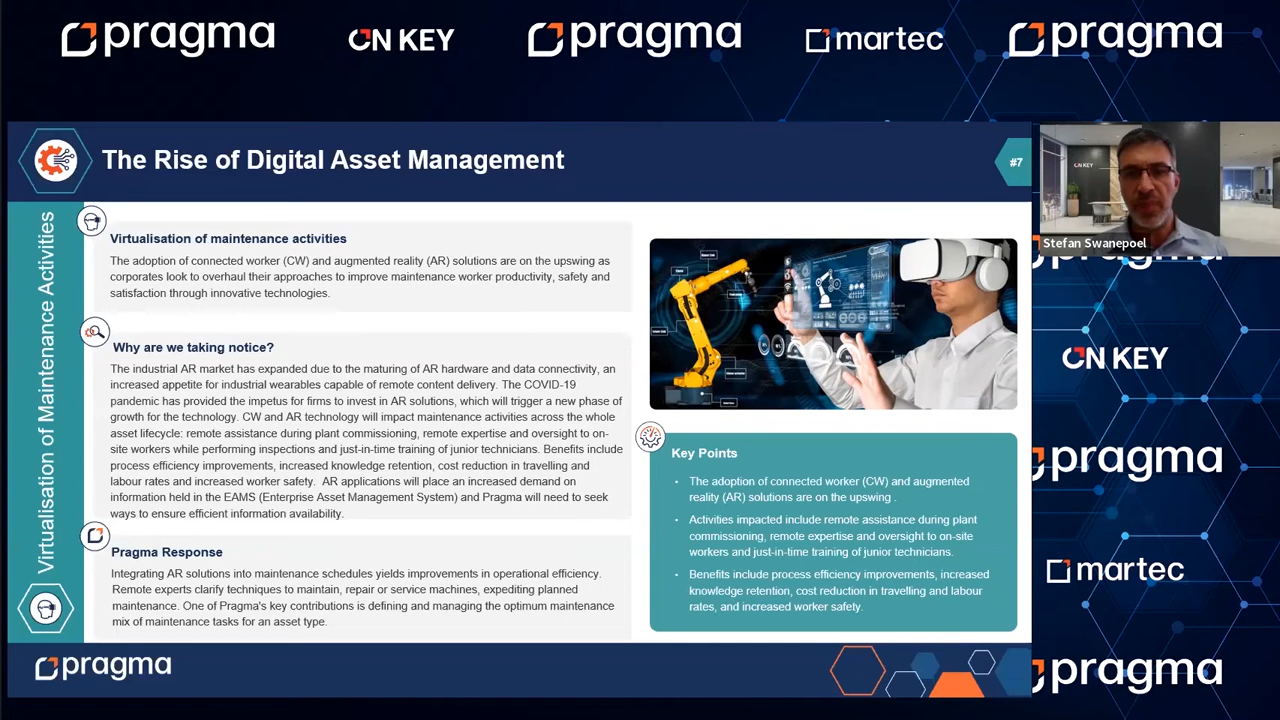 pragma
ON KEY
pragma
martec
pragma
The Rise of Digital Asset Management
#7
ON KEY
Stefan Swanepoel
Virtualisation of Maintenance Activities
Virtualisation of maintenance activities
The adoption of connected worker (CW) and augmented reality (AR) solutions are on the upswing as
corporates look to overhaul their approaches to improve maintenance worker productivity, safety and
satisfaction through innovative technologies.
Why are we taking notice?
The industrial AR market has expanded due to the maturing of AR hardware and data connectivity, an
increased appetite for industrial wearables capable of remote content delivery. The COVID-19
pandemic has provided the impetus for firms to invest in AR solutions, which will trigger a new phase of
growth for the technology. CW and AR technology will impact maintenance activities across the whole
asset lifecycle: remote assistance during plant commissioning, remote expertise and oversight to on-
site workers while performing inspections and just-in-time training of junior technicians. Benefits include
process efficiency improvements, increased knowledge retention, cost reduction in travelling and
labour rates and increased worker safety. AR applications will place an increased demand on
information held in the EAMS (Enterprise Asset Management System) and Pragma will need to seek
ways to ensure efficient information availability.
Pragma Response
Integrating AR solutions into maintenance schedules yields improvements in operational efficiency.
Remote experts clarify techniques to maintain, repair or service machines, expediting planned
maintenance. One of Pragma's key contributions is defining and managing the optimum maintenance
mix of maintenance tasks for an asset type.
Key Points
• The adoption of connected worker (CW) and augmented
reality (AR) solutions are on the upswing .
• Activities impacted include remote assistance during plant
commissioning, remote expertise and oversight to on-site
workers and just-in-time training of junior technicians.
• Benefits include process efficiency improvements, increased
knowledge retention, cost reduction in travelling and labour
rates, and increased worker safety.
pragma
ON KEY
pragma
martec
pragma